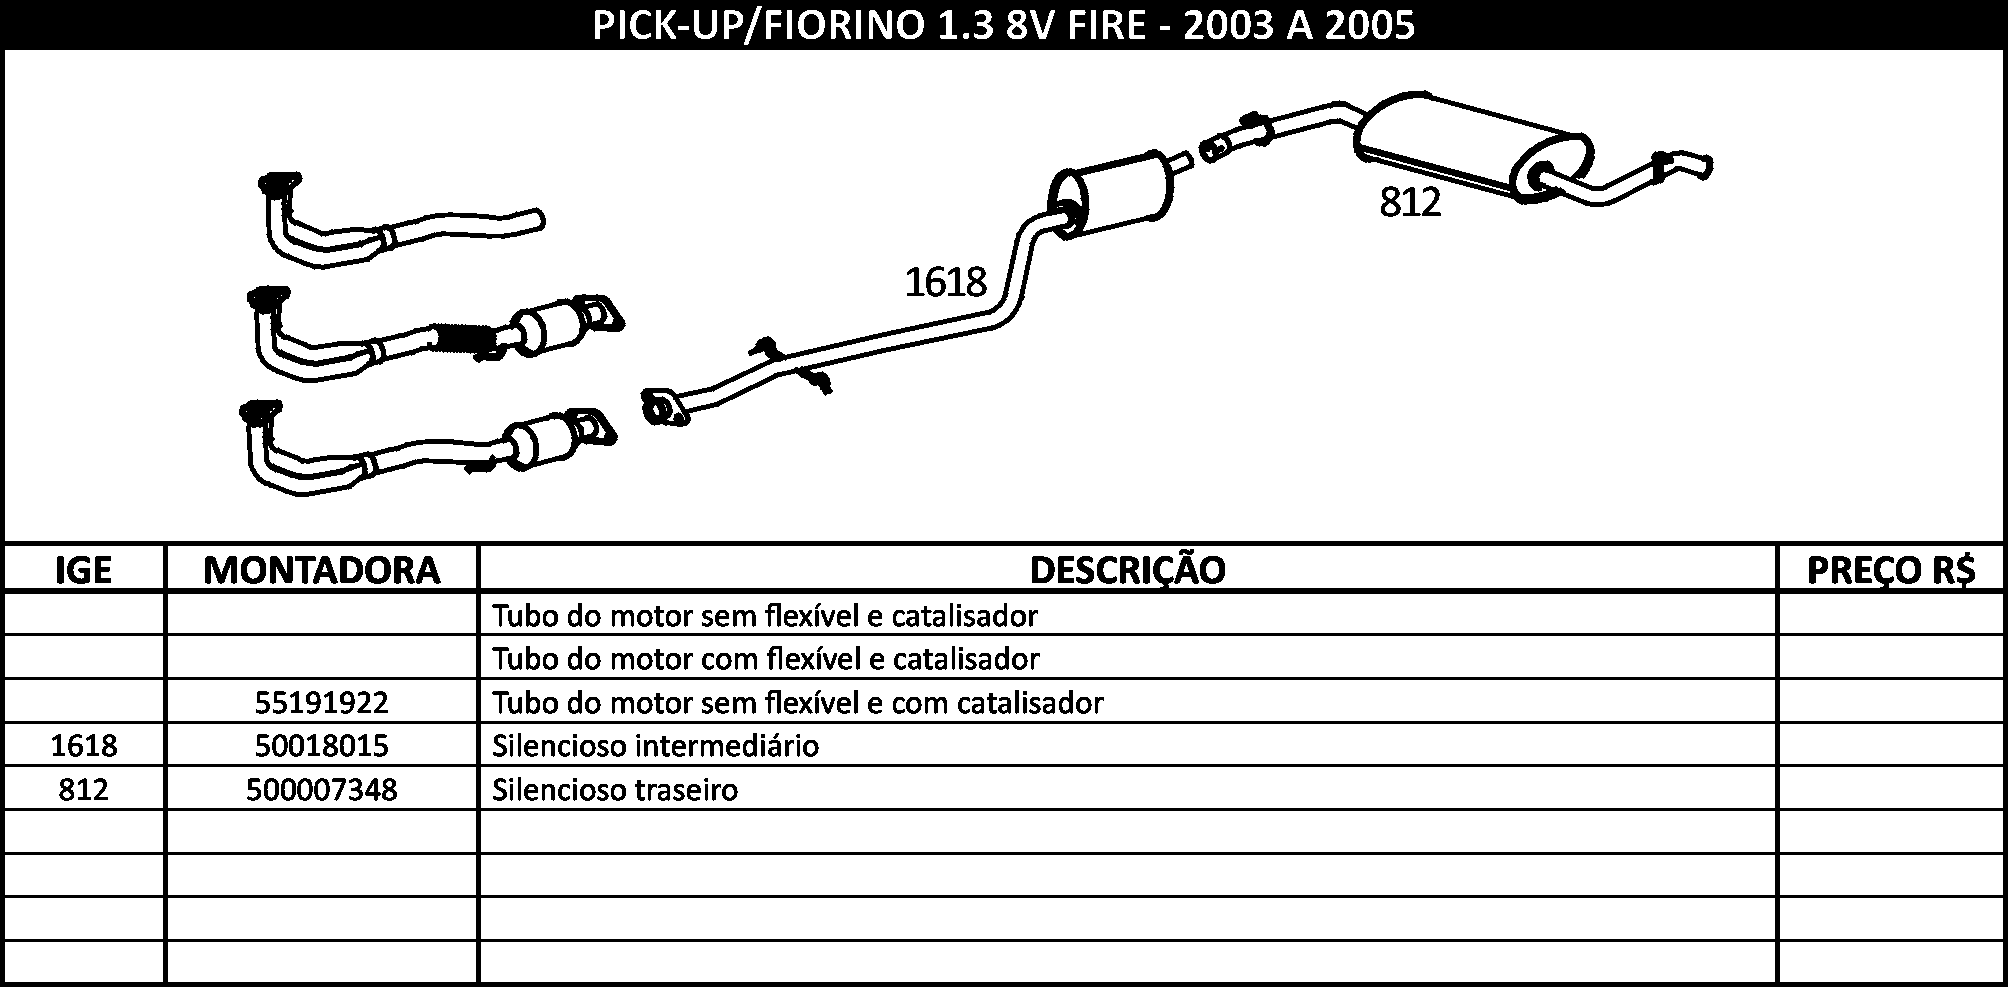 PICK-UP/FIORINO 1.3 8V FIRE - 2003 A 2005
812
1618
IGE MONTADORA DESCRIÇÃO PREÇO R$
Tubo do motor sem flexível e catalisador
Tubo do motor com flexível e catalisador
55191922 Tubo do motor sem flexível e com catalisador
1618 50018015 Silencioso intermediário
812 500007348 Silencioso traseiro